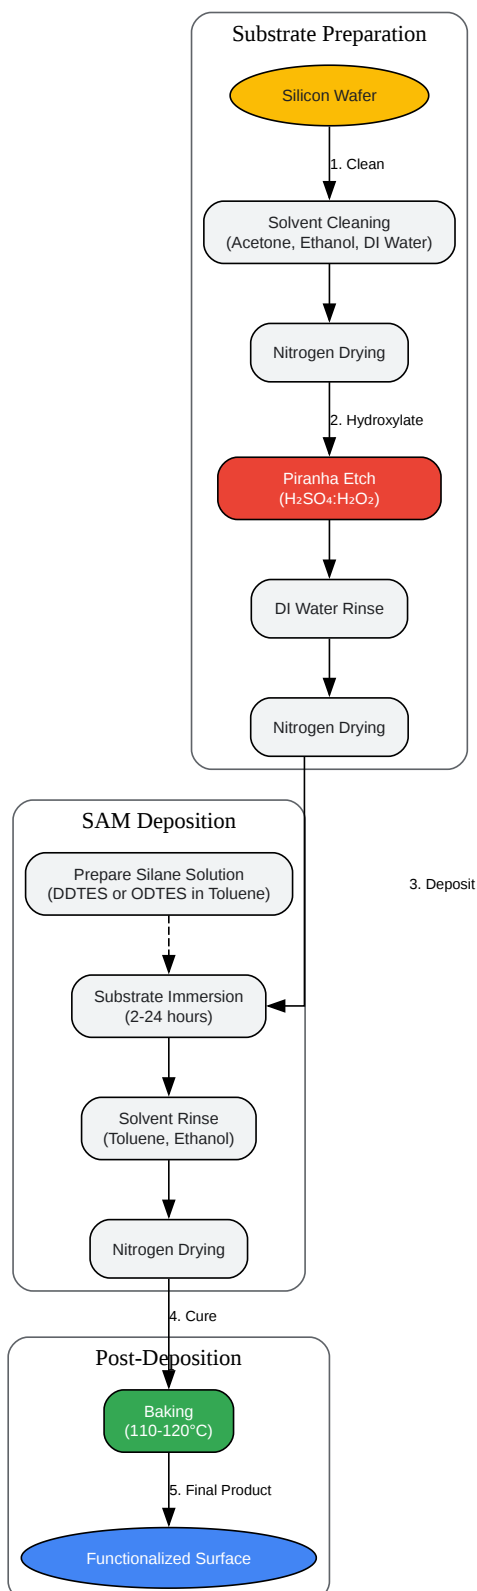 Substrate Preparation
Silicon Wafer
1. Clean
Solvent Cleaning
(Acetone, Ethanol, DI Water)
Nitrogen Drying
2. Hydroxylate
Piranha Etch
(H₂SO₄:H₂O₂)
DI Water Rinse
Nitrogen Drying
SAM Deposition
Prepare Silane Solution
(DDTES or ODTES in Toluene)
3. Deposit
Substrate Immersion
(2-24 hours)
Solvent Rinse
(Toluene, Ethanol)
Nitrogen Drying
4. Cure
Post-Deposition
Baking
(110-120°C)
5. Final Product
Functionalized Surface